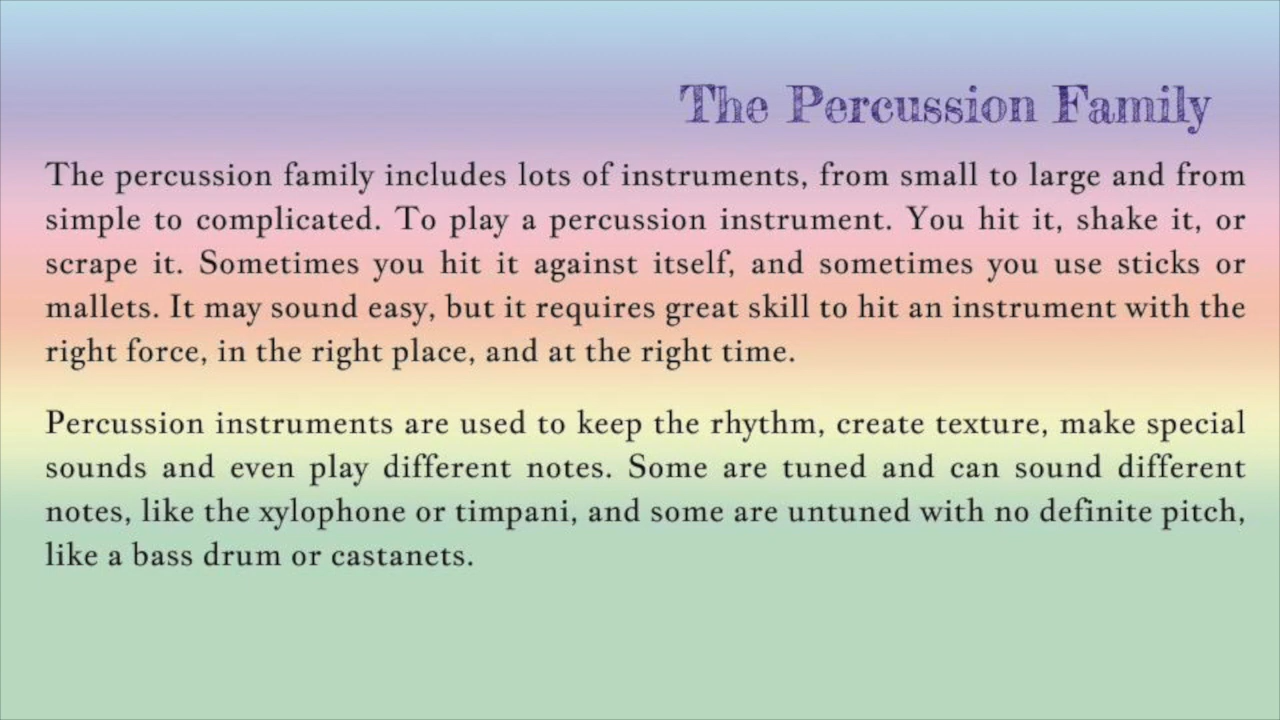 The Percussion Family
The percussion family includes lots of instruments, from small to large and from
simple to complicated. To play a percussion instrument. You hit it, shake it, or
scrape it. Sometimes you hit it against itself, and sometimes you use sticks or
mallets. It may sound easy, but it requires great skill to hit an instrument with the
right force, in the right place, and at the right time.
Percussion instruments are used to keep the rhythm, create texture, make special
sounds and even play different notes. Some are tuned and can sound different
notes, like the xylophone or timpani, and some are untuned with no definite pitch,
like a bass drum or castanets.